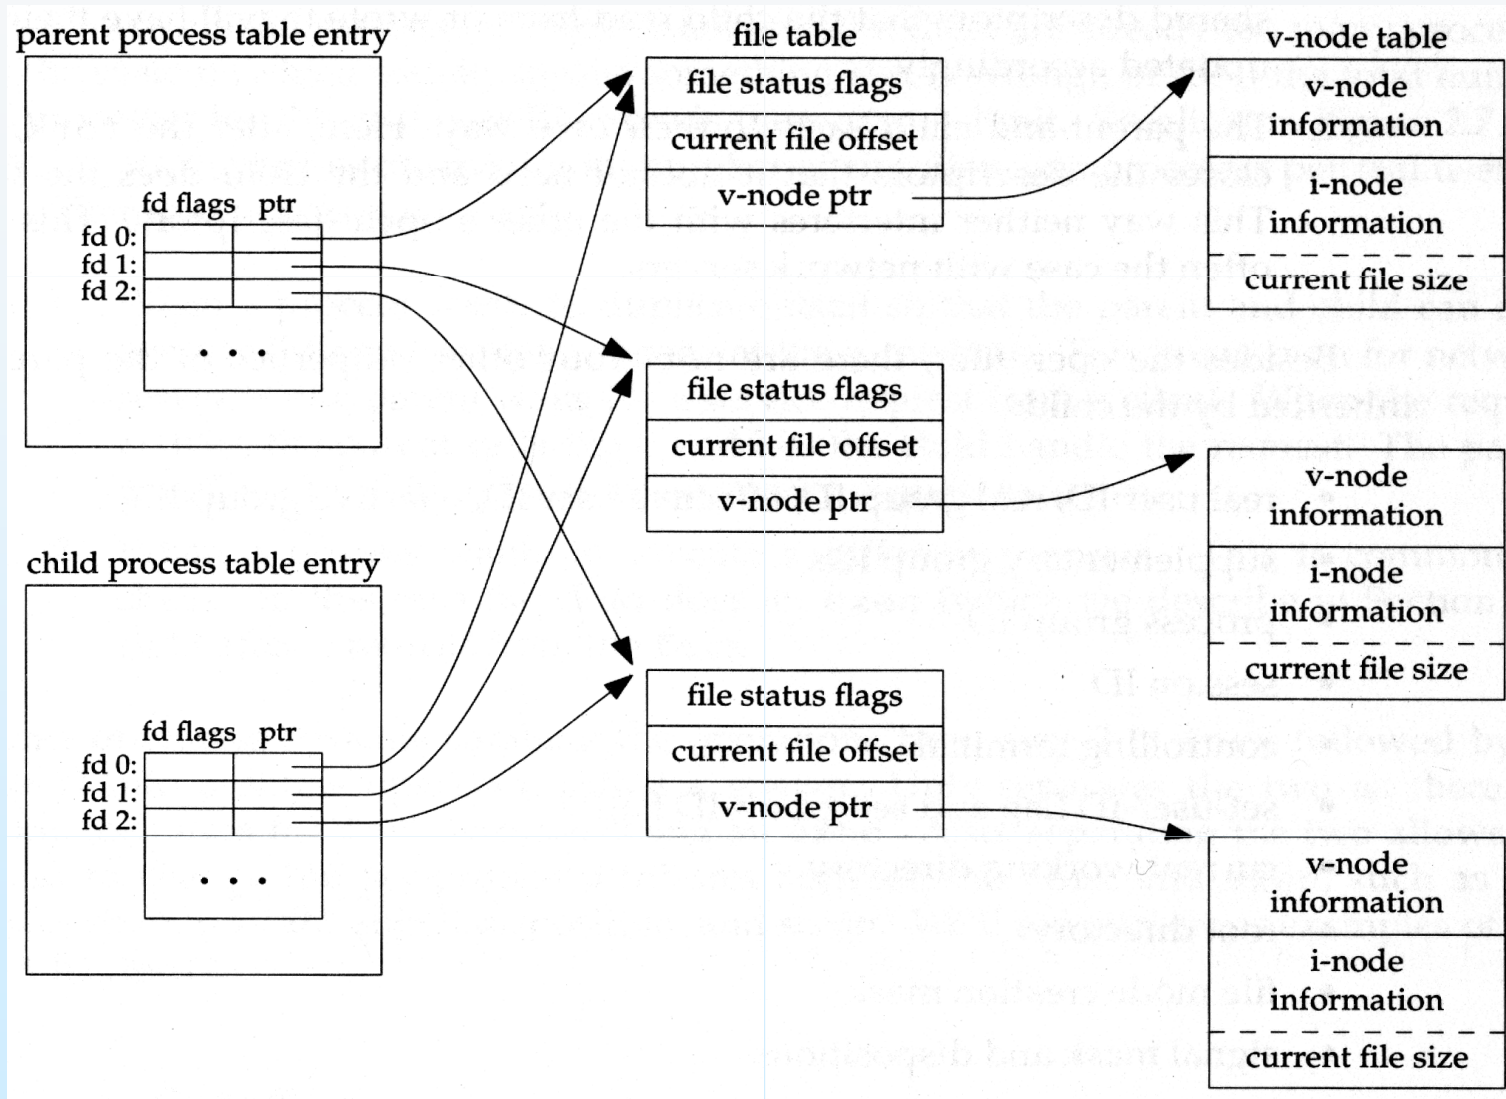 parent process table entry
fd flags ptr
fd 0:
fd 1:
fd 2:
. . .
child process table entry
fd flags ptr
fd 0:
fd 1:
fd 2:
. . .
file table
file status flags
current file offset
v-node ptr
file status flags
current file offset
v-node ptr
file status flags
current file offset
v-node ptr
v-node table
v-node
information
i-node
information
current file size
v-node
information
i-node
information
current file size
v-node
information
i-node
information
current file size